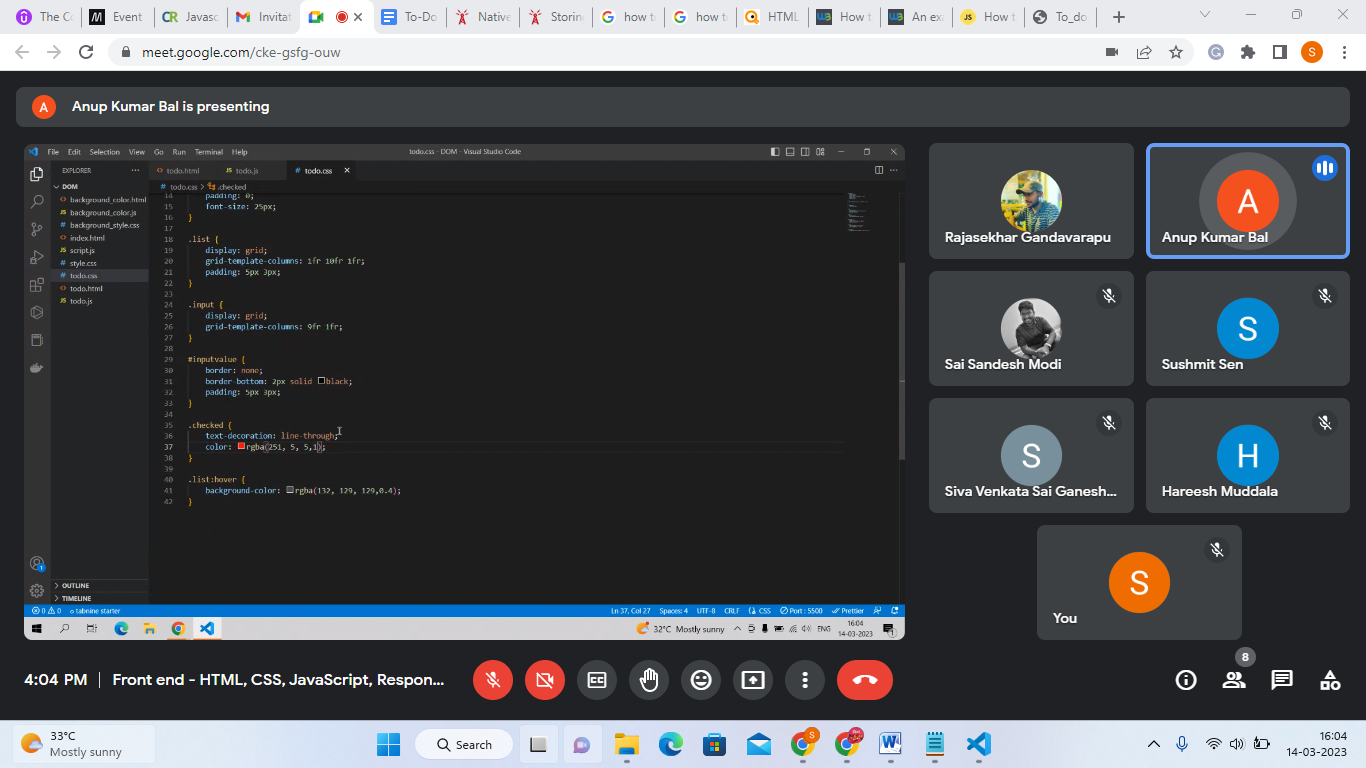 The Co
Event
Javasc
Invitat
To-Do
Native
Storin
how t
how t
HTML
How t
An exa
How t
To_do
meet.google.com/cke-gsfg-ouw
S
A Anup Kumar Bal is presenting
File Edit Selection View Go Run Terminal Help
todo.css - DOM - Visual Studio Code
EXPLORER
DOM
background_color.html
background_color.js
background_style.css
index.html
script.js
style.css
todo.css
todo.html
todo.js
OUTLINE
TIMELINE
todo.html
todo.js
todo.css
todo.css > .checked
14 padding: 0;
15 font-size: 25px;
16 }
17
18 .list {
19 display: grid;
20 grid-template-columns: 1fr 10fr 1fr;
21 padding: 5px 3px;
22 }
23
24 .input {
25 display: grid;
26 grid-template-columns: 9fr 1fr;
27 }
28
29 #inputvalue {
30 border: none;
31 border-bottom: 2px solid black;
32 padding: 5px 3px;
33 }
34
35 .checked {
36 text-decoration: line-through;
37 color: rgba(251, 5, 5,1);
38 }
39
40 .list:hover {
41 background-color: rgba(132, 129, 129,0.4);
42 }
0 0 tabnine starter
Ln 37, Col 27 Spaces: 4 UTF-8 CRLF CSS Port : 5500 Prettier
32°C Mostly sunny ENG
16:04
14-03-2023
Rajasekhar Gandavarapu
A
Anup Kumar Bal
Sai Sandesh Modi
S
Sushmit Sen
S
Siva Venkata Sai Ganesh...
H
Hareesh Muddala
S
You
4:04 PM | Front end - HTML, CSS, JavaScript, Respon...
8
33°C
Mostly sunny
Search
16:04
14-03-2023